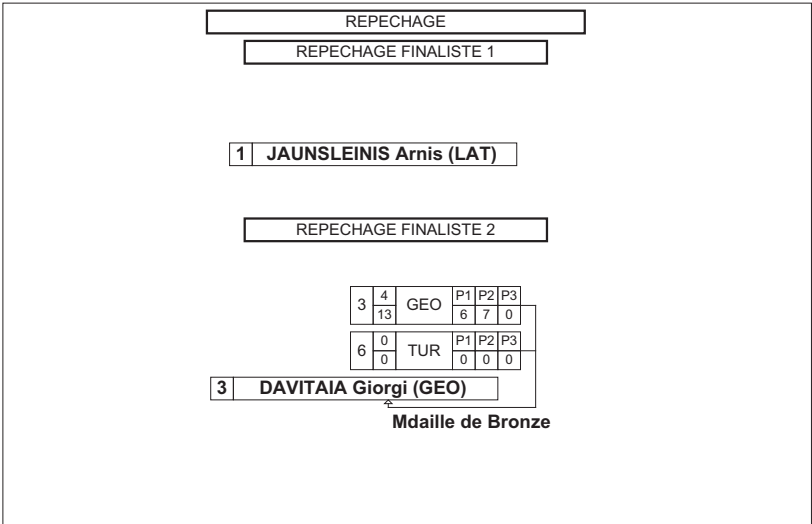 REPECHAGE
REPECHAGE FINALISTE 1
1 JAUNSLEINIS Arnis (LAT)
REPECHAGE FINALISTE 2
3 4 GEO P1 P2 P3
13 6 7 0
6 0 TUR P1 P2 P3
0 0 0 0
3 DAVITAIA Giorgi (GEO)
Mdaille de Bronze